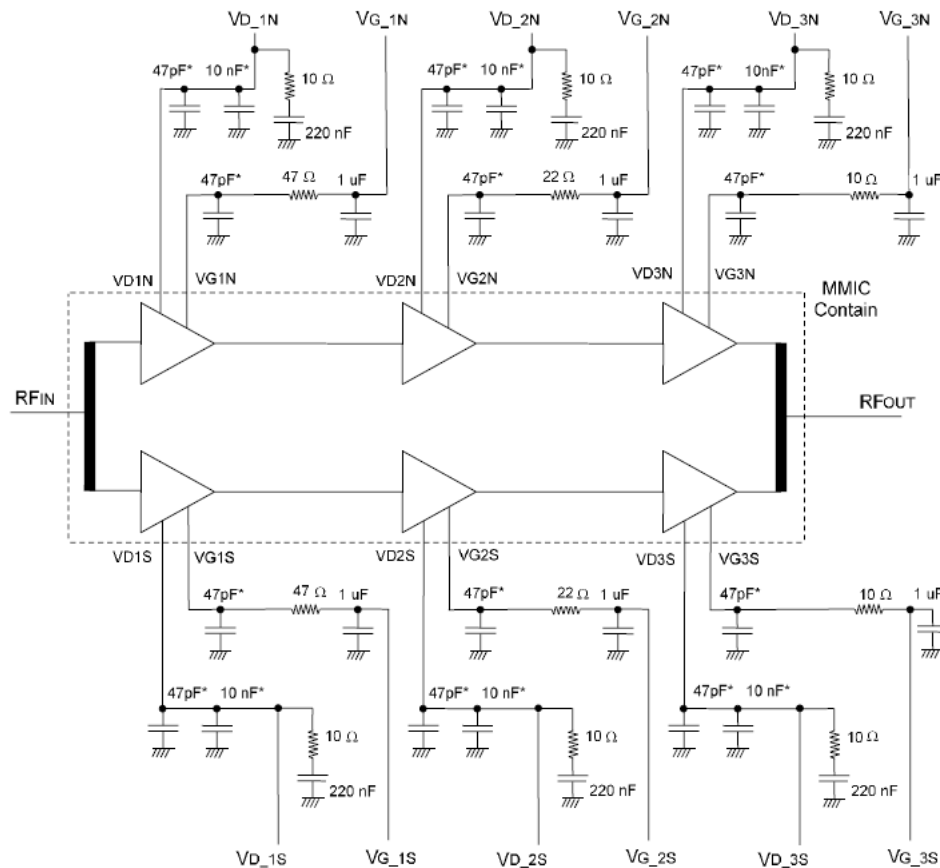 VD_1N VG_1N VD_2N VG_2N VD_3N VG_3N
47pF* 10 nF* 10 Ω 47pF* 10 nF* 10 Ω 47pF* 10nF* 10 Ω
220 nF 220 nF 220 nF
47pF* 47 Ω 1 uF 47pF* 22 Ω 1 uF 47pF* 10 Ω 1 uF
VD1N VG1N VD2N VG2N VD3N VG3N
MMIC
Contain
RFIN RFOUT
VD1S VG1S VD2S VG2S VD3S VG3S
47pF* 47 Ω 1 uF 47pF* 22 Ω 1 uF 47pF* 10 Ω 1 uF
47pF* 10 nF* 10 Ω 47pF* 10 nF* 10 Ω 47pF* 10 nF* 10 Ω
220 nF 220 nF 220 nF
VD_1S VG_1S VD_2S VG_2S VD_3S VG_3S